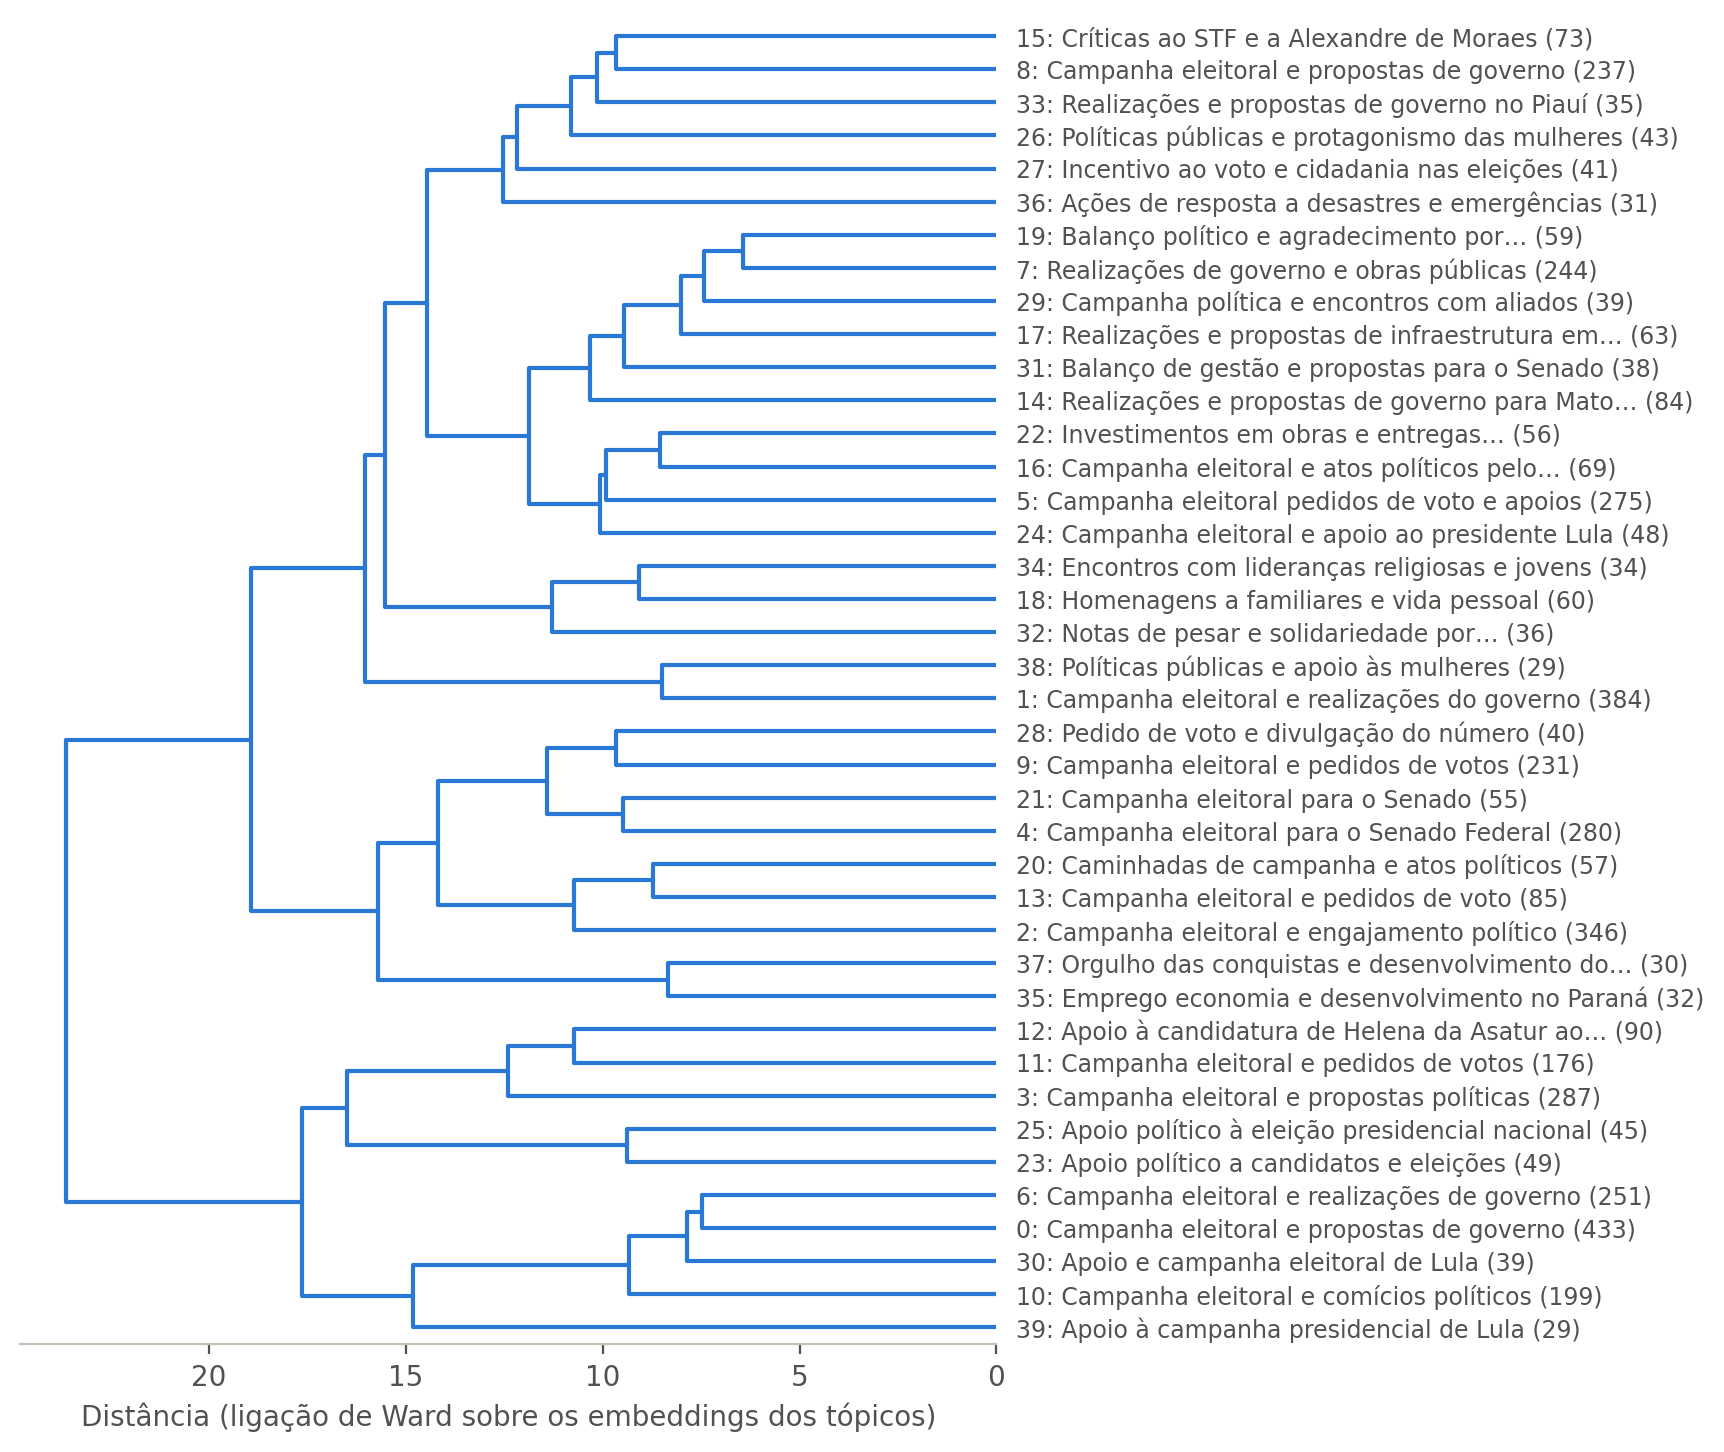 15: Críticas ao STF e a Alexandre de Moraes (73)
8: Campanha eleitoral e propostas de governo (237)
33: Realizações e propostas de governo no Piauí (35)
26: Políticas públicas e protagonismo das mulheres (43)
27: Incentivo ao voto e cidadania nas eleições (41)
36: Ações de resposta a desastres e emergências (31)
19: Balanço político e agradecimento por… (59)
7: Realizações de governo e obras públicas (244)
29: Campanha política e encontros com aliados (39)
17: Realizações e propostas de infraestrutura em… (63)
31: Balanço de gestão e propostas para o Senado (38)
14: Realizações e propostas de governo para Mato… (84)
22: Investimentos em obras e entregas… (56)
16: Campanha eleitoral e atos políticos pelo… (69)
5: Campanha eleitoral pedidos de voto e apoios (275)
24: Campanha eleitoral e apoio ao presidente Lula (48)
34: Encontros com lideranças religiosas e jovens (34)
18: Homenagens a familiares e vida pessoal (60)
32: Notas de pesar e solidariedade por… (36)
38: Políticas públicas e apoio às mulheres (29)
1: Campanha eleitoral e realizações do governo (384)
28: Pedido de voto e divulgação do número (40)
9: Campanha eleitoral e pedidos de votos (231)
21: Campanha eleitoral para o Senado (55)
4: Campanha eleitoral para o Senado Federal (280)
20: Caminhadas de campanha e atos políticos (57)
13: Campanha eleitoral e pedidos de voto (85)
2: Campanha eleitoral e engajamento político (346)
37: Orgulho das conquistas e desenvolvimento do… (30)
35: Emprego economia e desenvolvimento no Paraná (32)
12: Apoio à candidatura de Helena da Asatur ao… (90)
11: Campanha eleitoral e pedidos de votos (176)
3: Campanha eleitoral e propostas políticas (287)
25: Apoio político à eleição presidencial nacional (45)
23: Apoio político a candidatos e eleições (49)
6: Campanha eleitoral e realizações de governo (251)
0: Campanha eleitoral e propostas de governo (433)
30: Apoio e campanha eleitoral de Lula (39)
10: Campanha eleitoral e comícios políticos (199)
39: Apoio à campanha presidencial de Lula (29)
20 15 10 5 0
Distância (ligação de Ward sobre os embeddings dos tópicos)